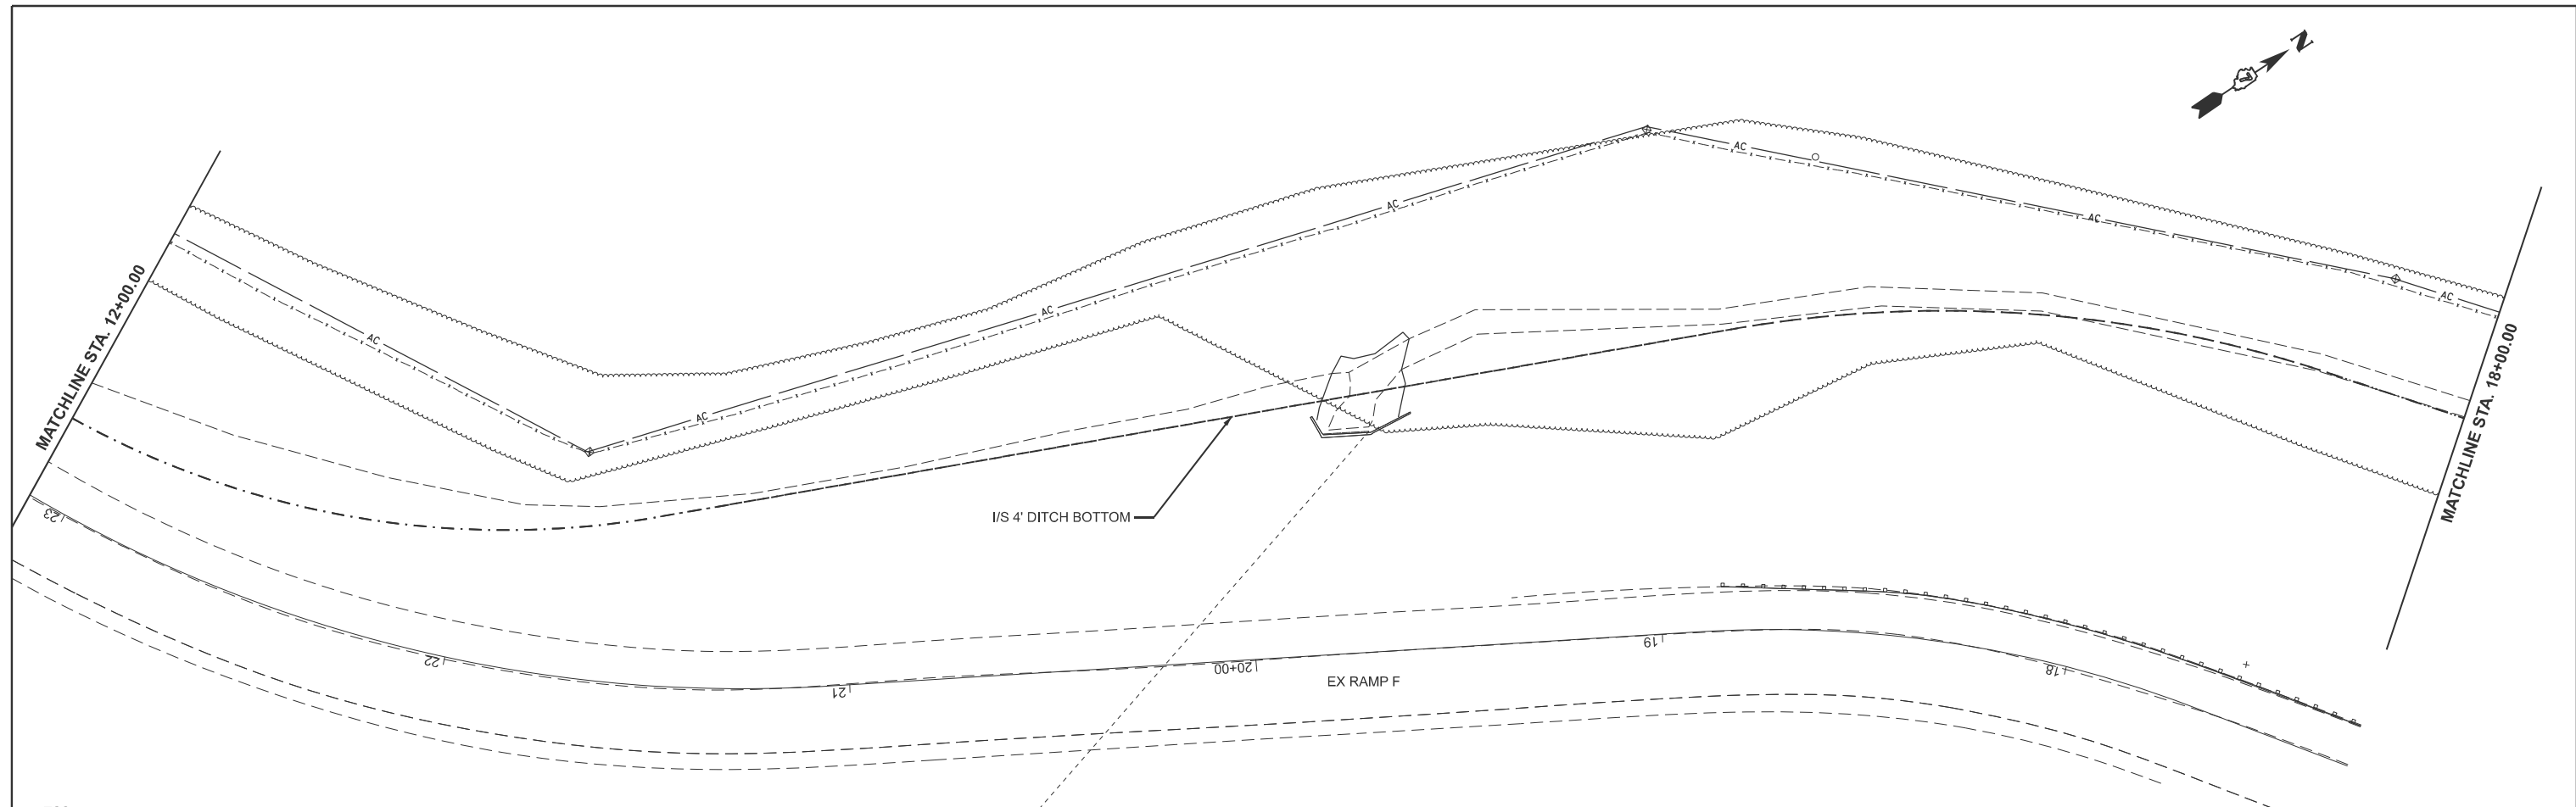 N
AC
AC
AC
AC
AC
AC
AC
MATCHLINE STA. 12+00.00
MATCHLINE STA. 18+00.00
I/S 4' DITCH BOTTOM
23
22
21
20+00
19
18
EX RAMP F